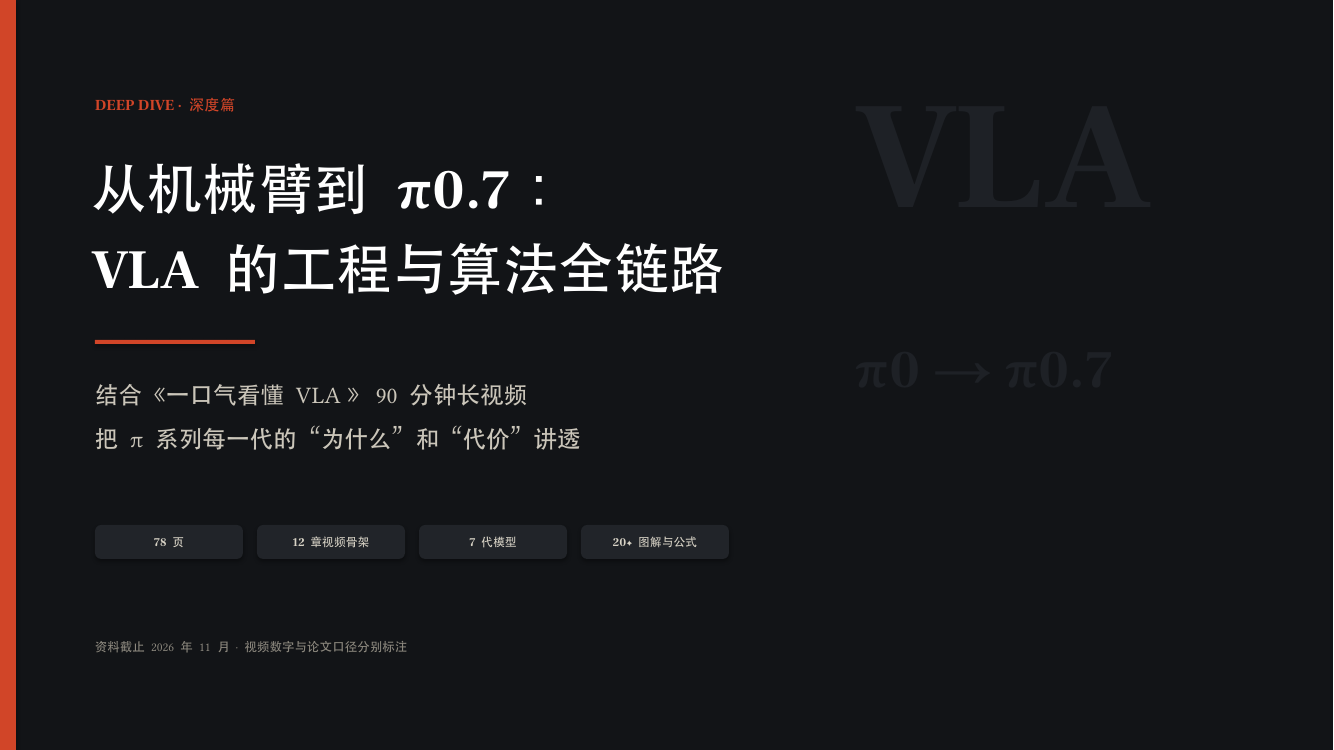 DEEP DIVE · 深度篇
从机械臂到 π0.7：
VLA 的工程与算法全链路
结合《一口气看懂 VLA》 90 分钟长视频
把 π 系列每一代的“为什么”和“代价”讲透
78 页
12 章视频骨架
7 代模型
20+ 图解与公式
资料截止 2026 年 11 月 · 视频数字与论文口径分别标注
VLA
π0 → π0.7